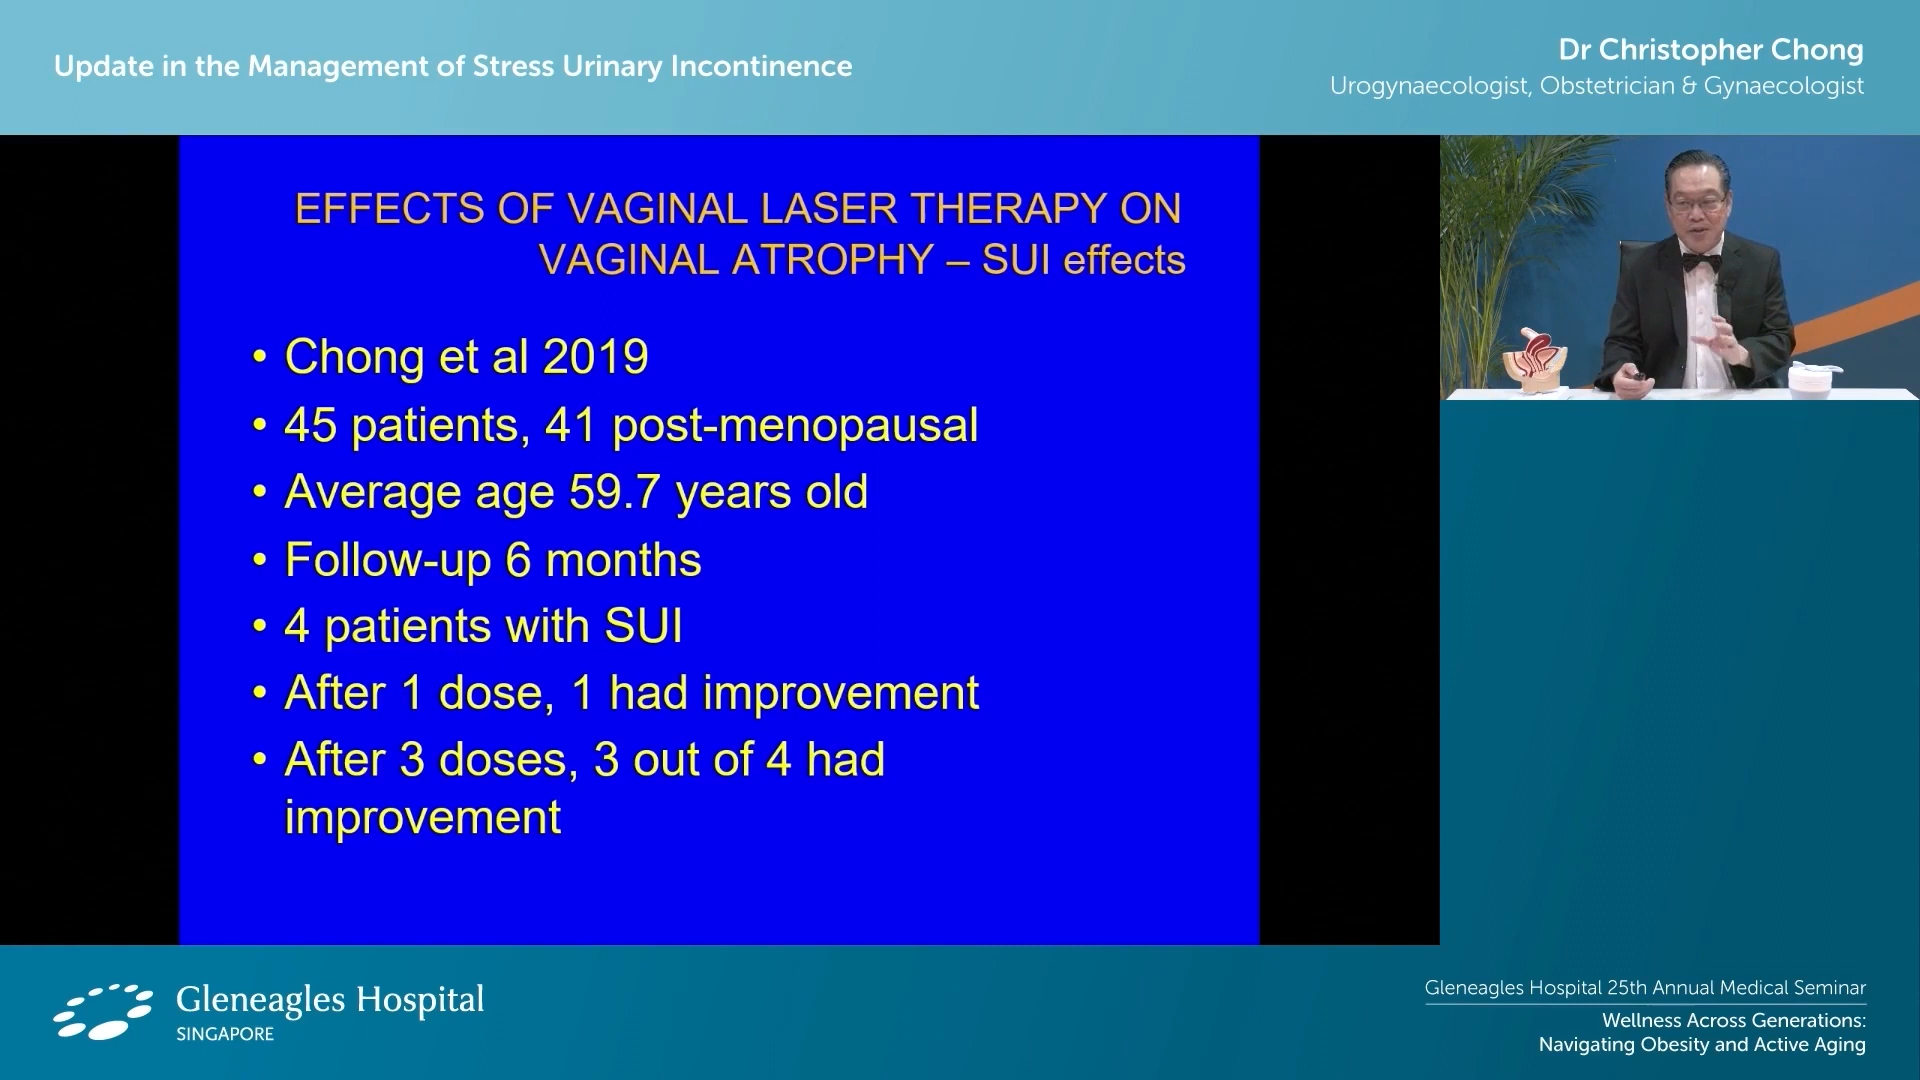 Update in the Management of Stress Urinary Incontinence
Dr Christopher Chong
Urogynaecologist, Obstetrician & Gynaecologist
EFFECTS OF VAGINAL LASER THERAPY ON
VAGINAL ATROPHY – SUI effects
• Chong et al 2019
• 45 patients, 41 post-menopausal
• Average age 59.7 years old
• Follow-up 6 months
• 4 patients with SUI
• After 1 dose, 1 had improvement
• After 3 doses, 3 out of 4 had
improvement
Gleneagles Hospital
SINGAPORE
Gleneagles Hospital 25th Annual Medical Seminar
Wellness Across Generations:
Navigating Obesity and Active Aging